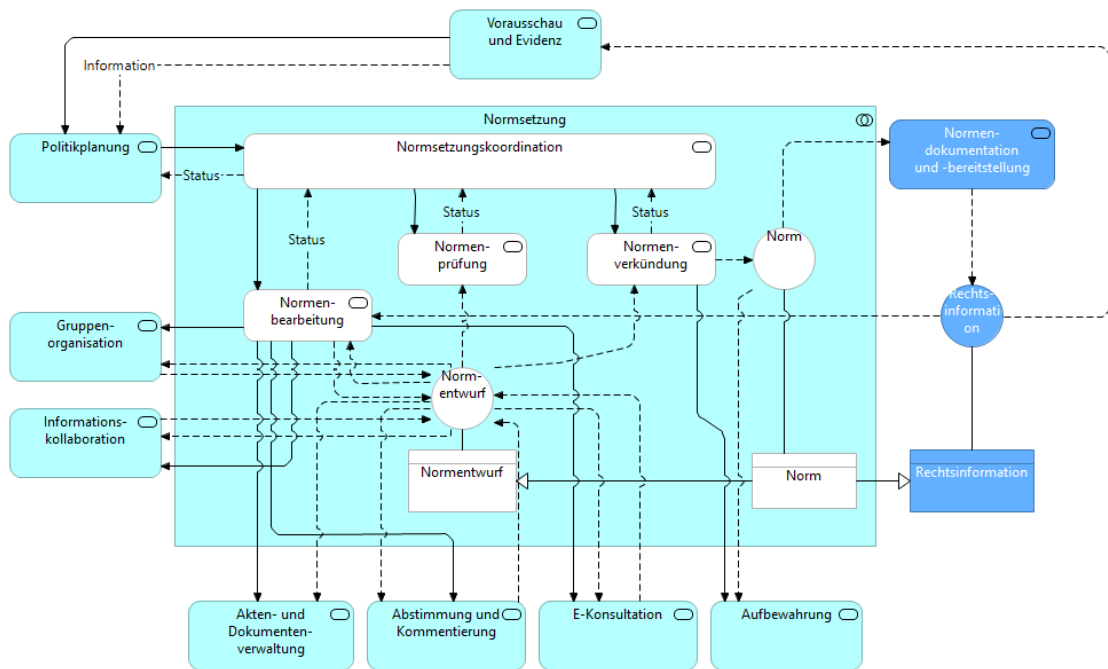 Vorausschau
und Evidenz
Information
Normsetzung
Politikplanung
Normsetzungskoordination
Normen-
dokumentation
und -bereitstellung
Status
Status
Status
Status
Normen-
prüfung
Normen-
verkündung
Norm
Normen-
bearbeitung
Rechts-
informati
on
Gruppen-
organisation
Norm-
entwurf
Informations-
kollaboration
Normentwurf
Norm
Rechtsinformation
Akten- und
Dokumenten-
verwaltung
Abstimmung und
Kommentierung
E-Konsultation
Aufbewahrung